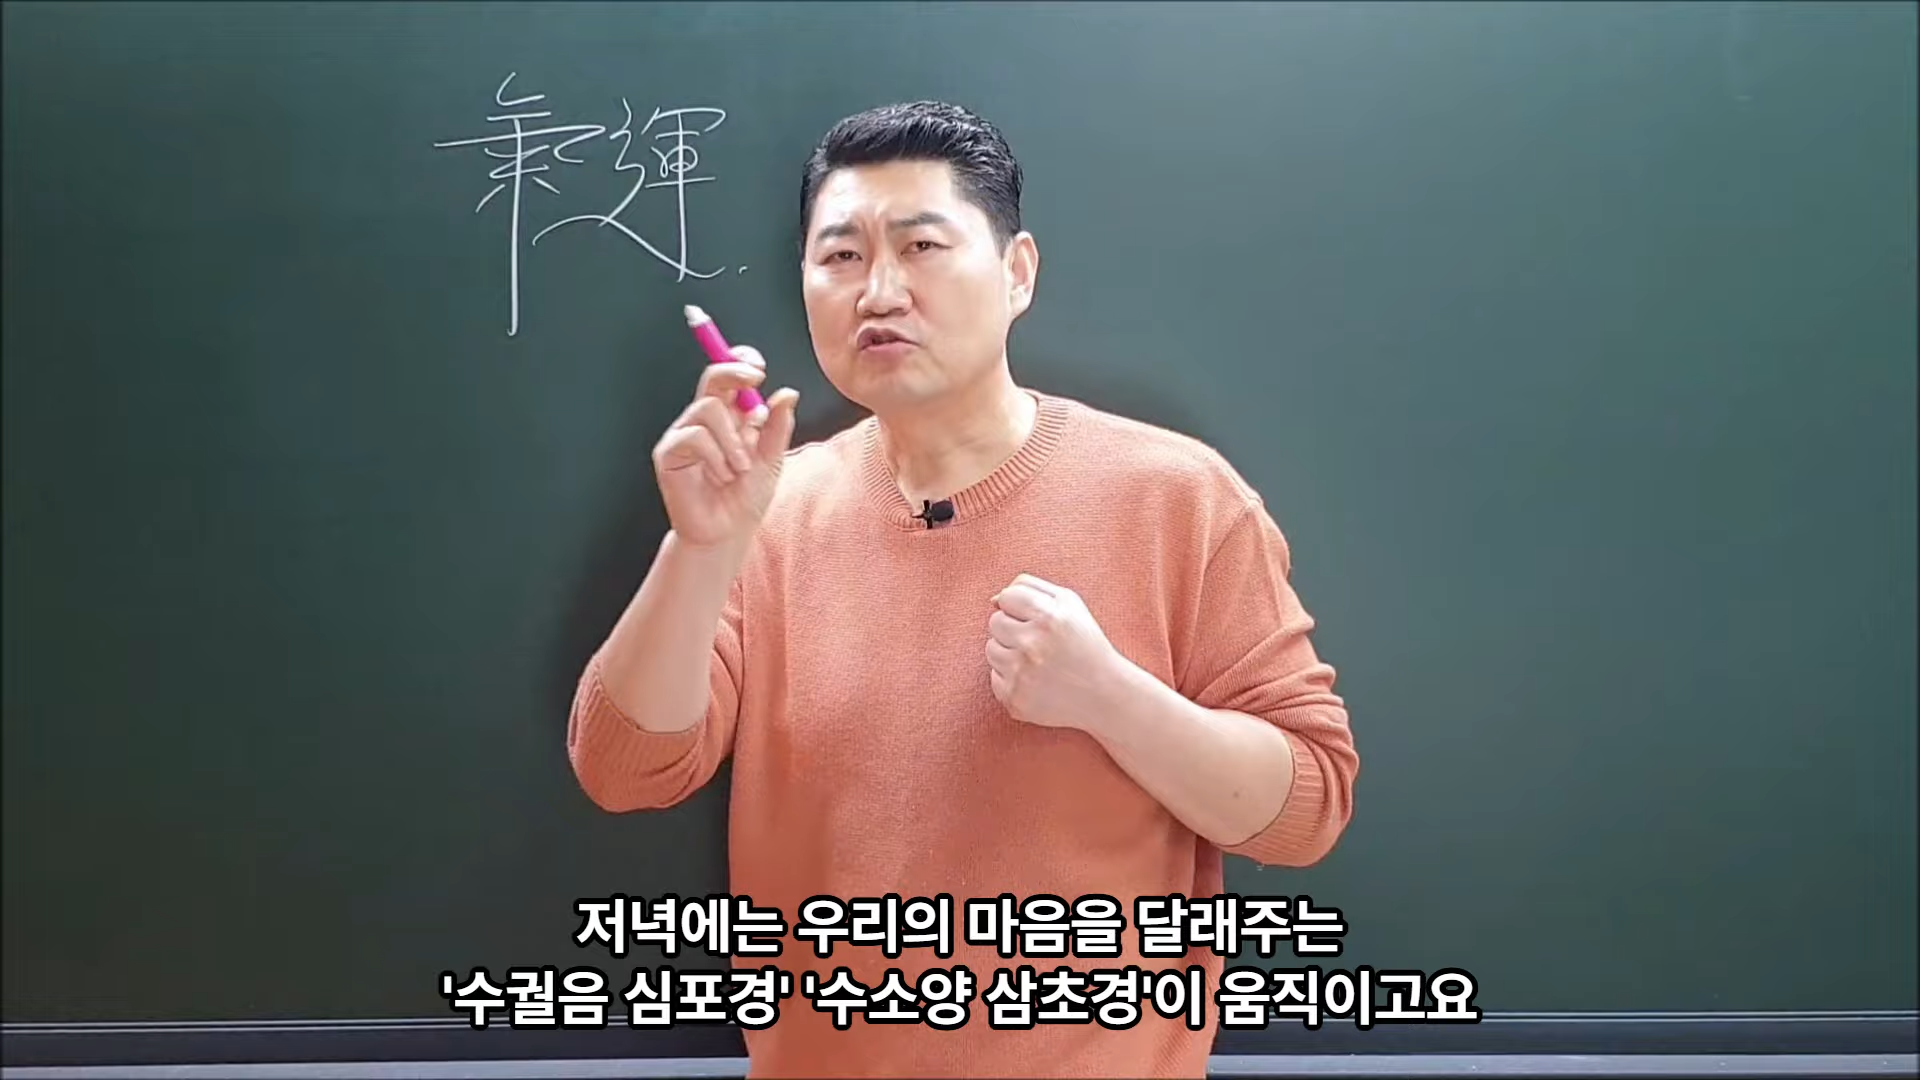 氣運.
저녁에는 우리의 마음을 달래주는
'수궐음 심포경' '수소양 삼초경'이 움직이고요